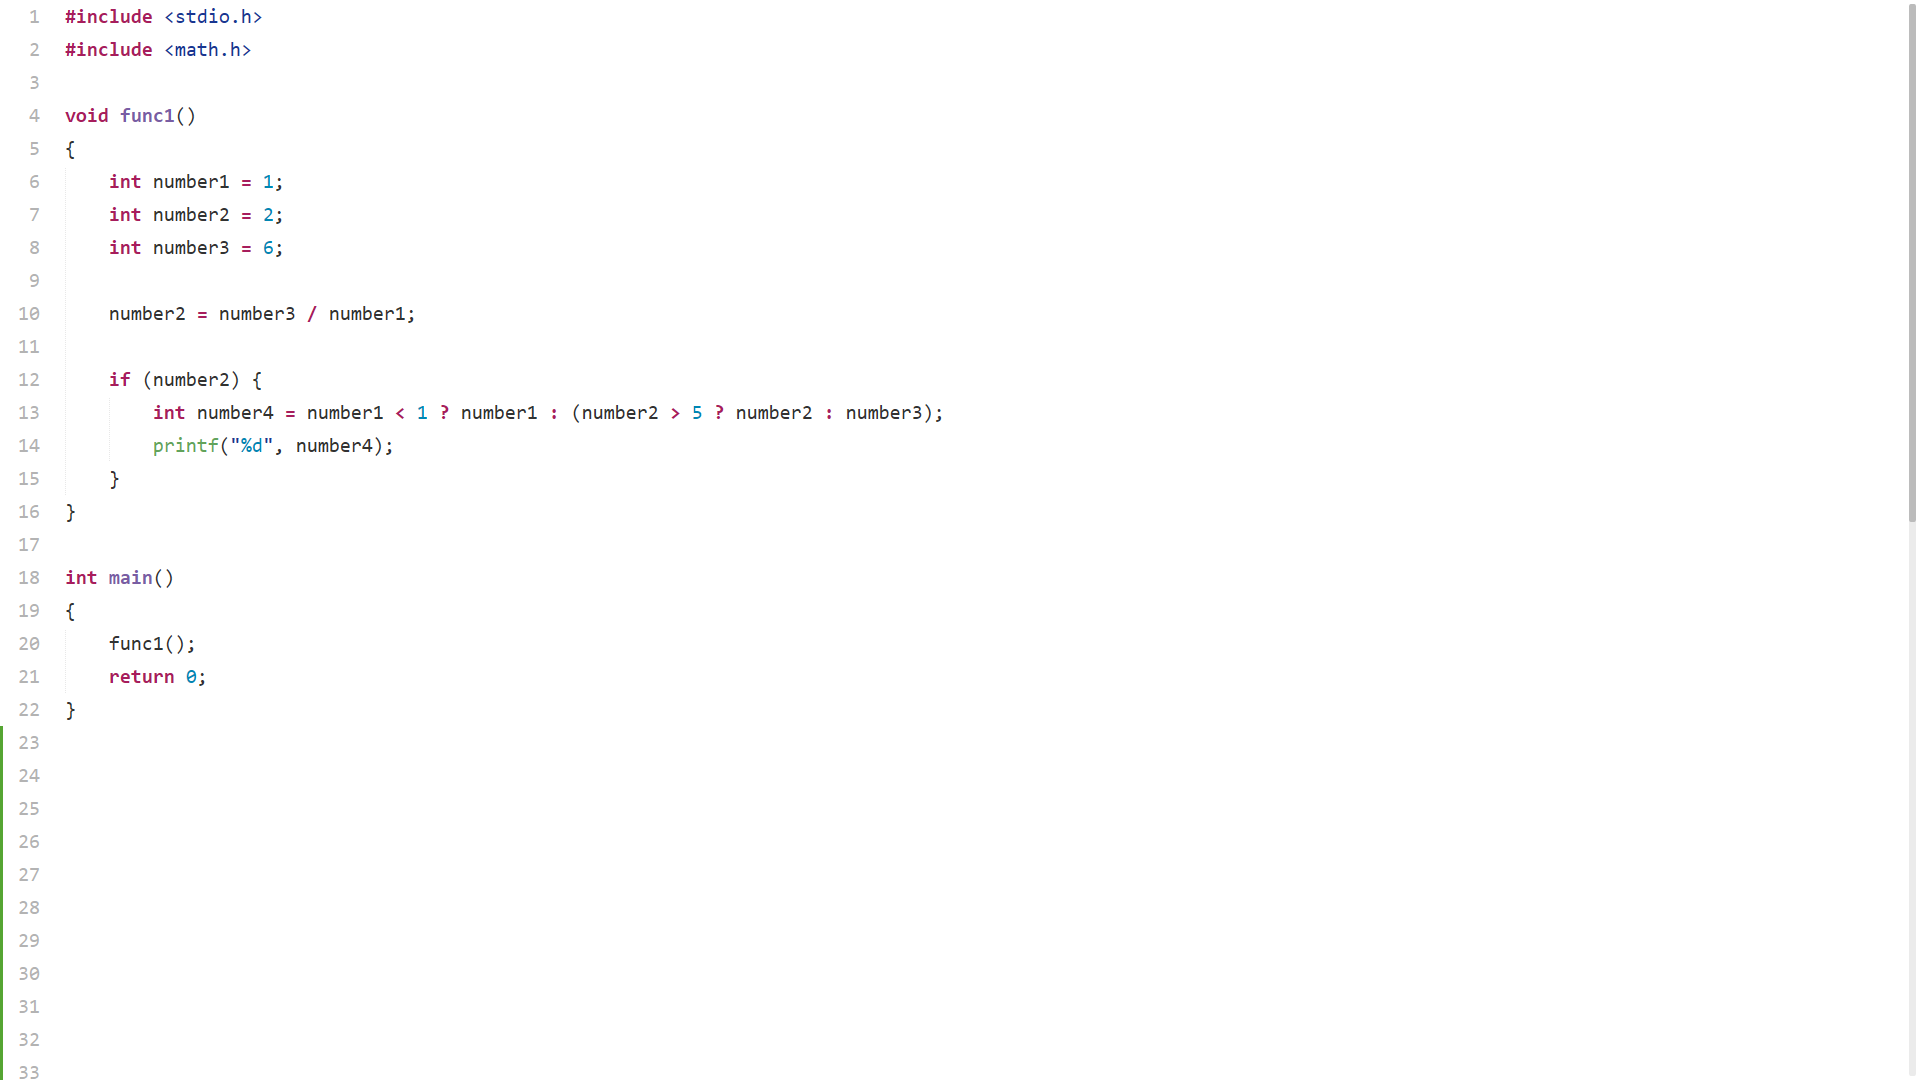 1 #include <stdio.h>
2 #include <math.h>
3
4 void func1()
5 {
6     int number1 = 1;
7     int number2 = 2;
8     int number3 = 6;
9
10     number2 = number3 / number1;
11
12     if (number2) {
13         int number4 = number1 < 1 ? number1 : (number2 > 5 ? number2 : number3);
14         printf("%d", number4);
15     }
16 }
17
18 int main()
19 {
20     func1();
21     return 0;
22 }
23
24
25
26
27
28
29
30
31
32
33